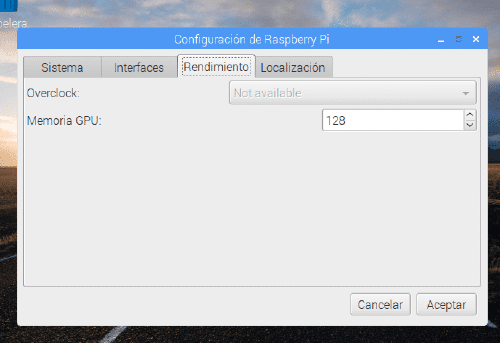 pelera
Configuración de Raspberry Pi
Sistema Interfaces Rendimiento Localización
Overclock: Not available
Memoria GPU: 128
Cancelar Aceptar